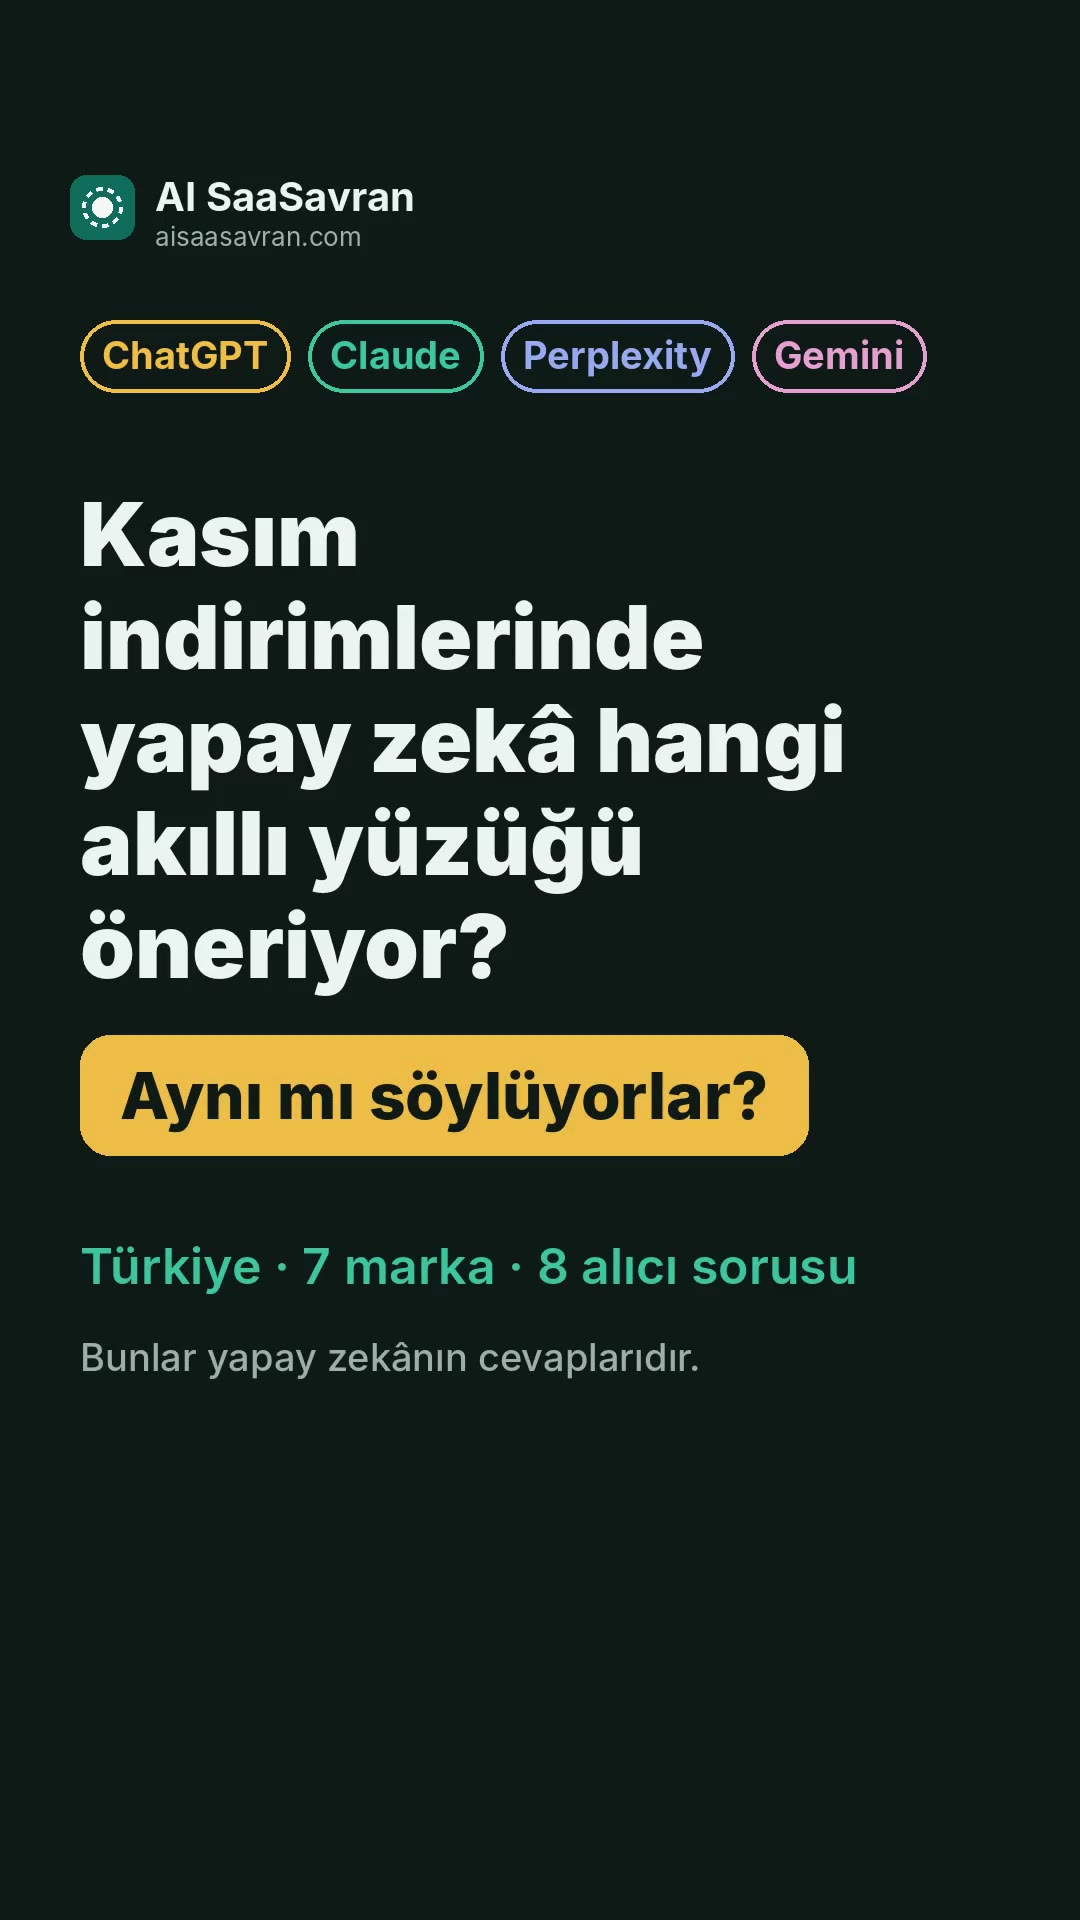 AI SaaSavran
aisaasavran.com
ChatGPT Claude Perplexity Gemini
Kasım
indirimlerinde
yapay zekâ hangi
akıllı yüzüğü
öneriyor?
Aynı mı söylüyorlar?
Türkiye · 7 marka · 8 alıcı sorusu
Bunlar yapay zekânın cevaplarıdır.